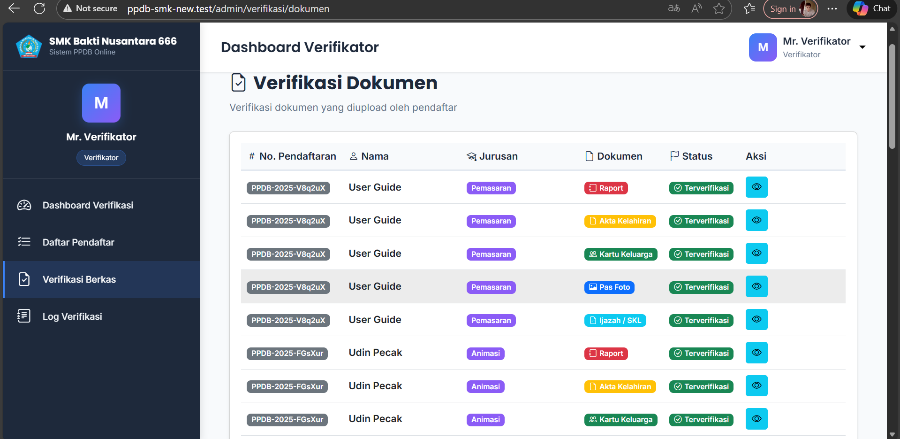 Not secure ppdb-smk-new.test/admin/verifikasi/dokumen Sign in Chat
SMK Bakti Nusantara 666
Sistem PPDB Online
M
Mr. Verifikator
Verifikator
Dashboard Verifikasi
Daftar Pendaftar
Verifikasi Berkas
Log Verifikasi
Dashboard Verifikator
M Mr. Verifikator
Verifikator
Verifikasi Dokumen
Verifikasi dokumen yang diupload oleh pendaftar
# No. Pendaftaran Nama Jurusan Dokumen Status Aksi
PPDB-2025-V8q2uX User Guide Pemasaran Raport Terverifikasi
PPDB-2025-V8q2uX User Guide Pemasaran Akta Kelahiran Terverifikasi
PPDB-2025-V8q2uX User Guide Pemasaran Kartu Keluarga Terverifikasi
PPDB-2025-V8q2uX User Guide Pemasaran Pas Foto Terverifikasi
PPDB-2025-V8q2uX User Guide Pemasaran Ijazah / SKL Terverifikasi
PPDB-2025-FGsXur Udin Pecak Animasi Raport Terverifikasi
PPDB-2025-FGsXur Udin Pecak Animasi Akta Kelahiran Terverifikasi
PPDB-2025-FGsXur Udin Pecak Animasi Kartu Keluarga Terverifikasi